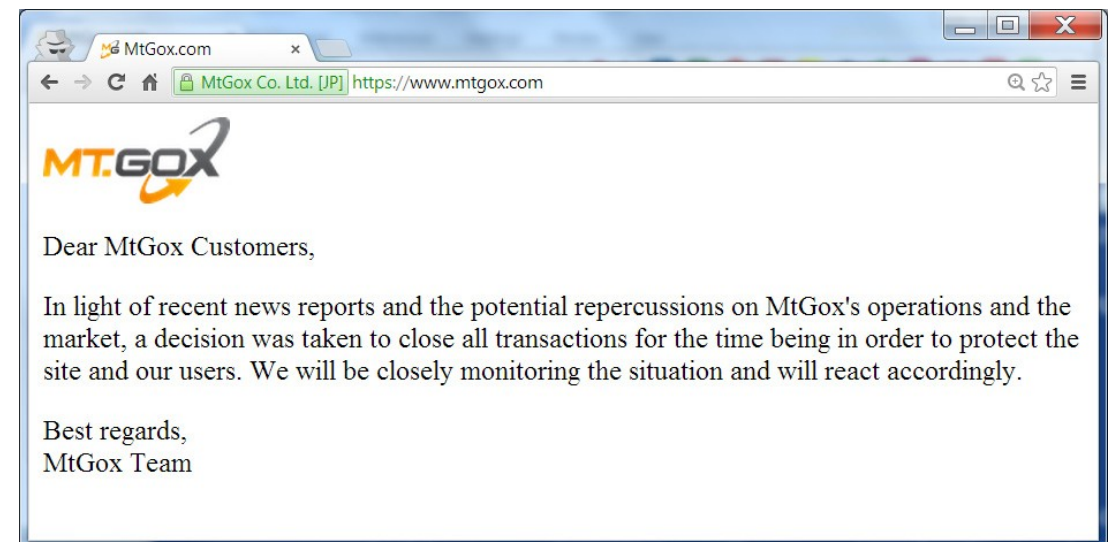 MtGox.com
MtGox Co. Ltd. [JP] https://www.mtgox.com
MT.GOX
Dear MtGox Customers,
In light of recent news reports and the potential repercussions on MtGox's operations and the
market, a decision was taken to close all transactions for the time being in order to protect the
site and our users. We will be closely monitoring the situation and will react accordingly.
Best regards,
MtGox Team